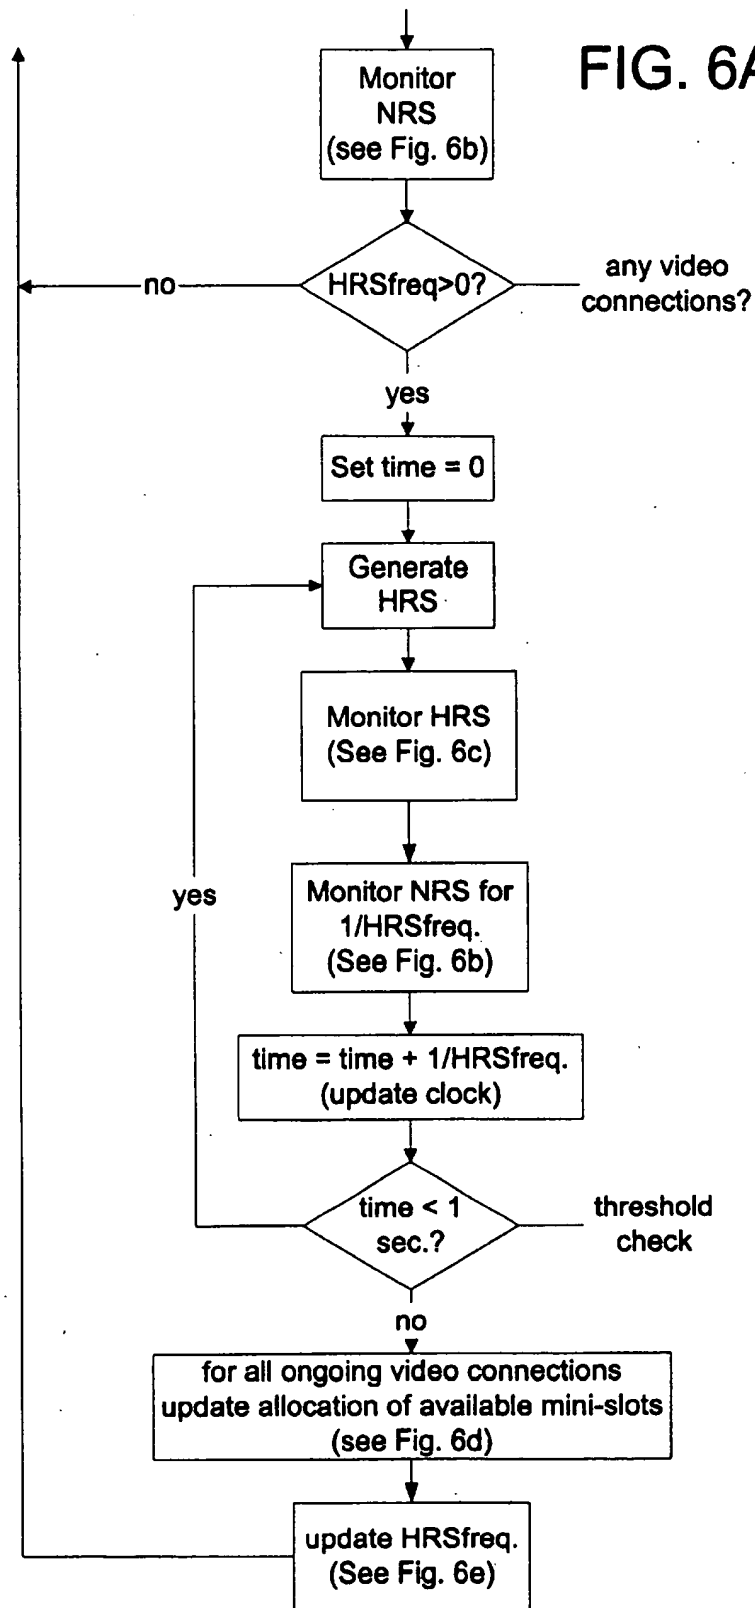 FIG. 6A
Monitor
NRS
(see Fig. 6b)
HRSfreq>0?
any video
connections?
no
yes
Set time = 0
Generate
HRS
Monitor HRS
(See Fig. 6c)
Monitor NRS for
1/HRSfreq.
(See Fig. 6b)
yes
time = time + 1/HRSfreq.
(update clock)
time < 1
sec.?
threshold
check
no
for all ongoing video connections
update allocation of available mini-slots
(see Fig. 6d)
update HRSfreq.
(See Fig. 6e)